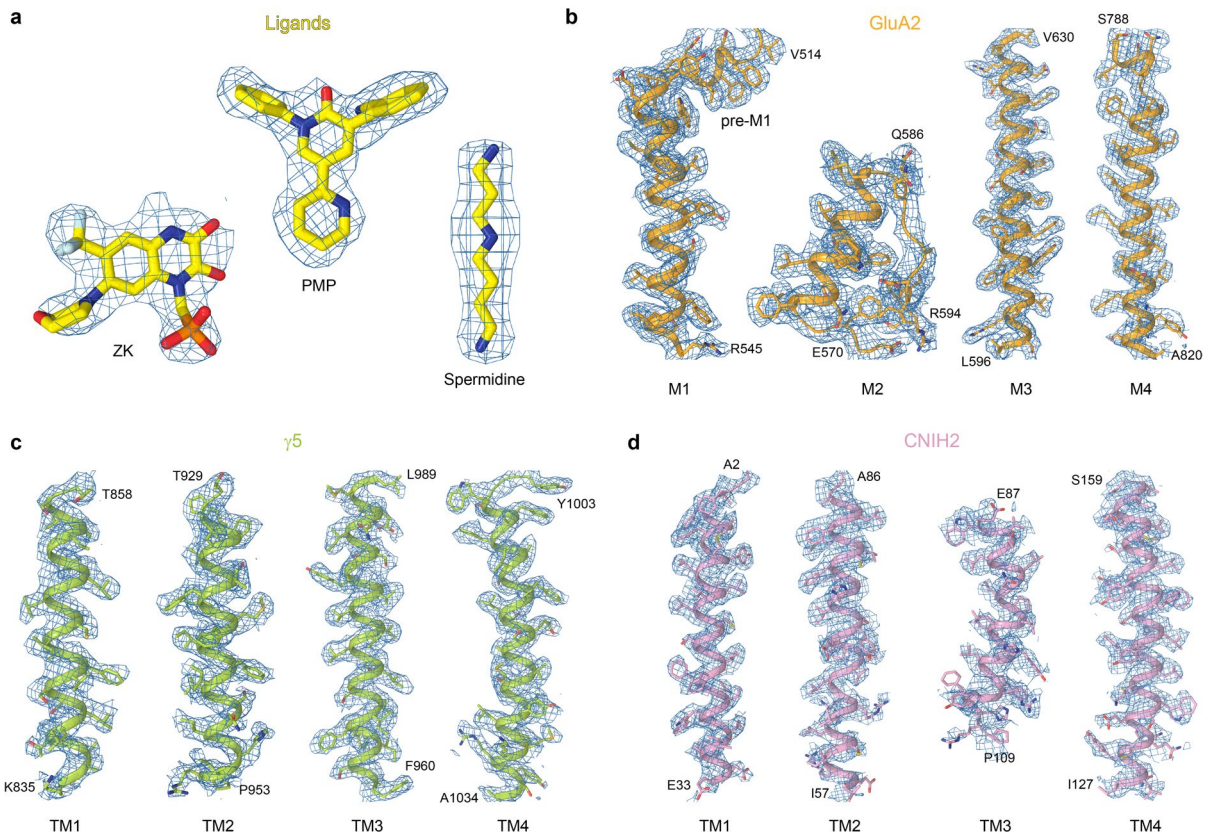 a
Ligands
PMP
ZK
Spermidine
b
GluA2
V514
pre-M1
R545
M1
Q586
R594
E570
M2
V630
L596
M3
S788
A820
M4
c
γ5
T858
K835
TM1
T929
P953
TM2
L989
F960
TM3
Y1003
A1034
TM4
d
CNIH2
A2
E33
TM1
A86
I57
TM2
E87
P109
TM3
S159
I127
TM4